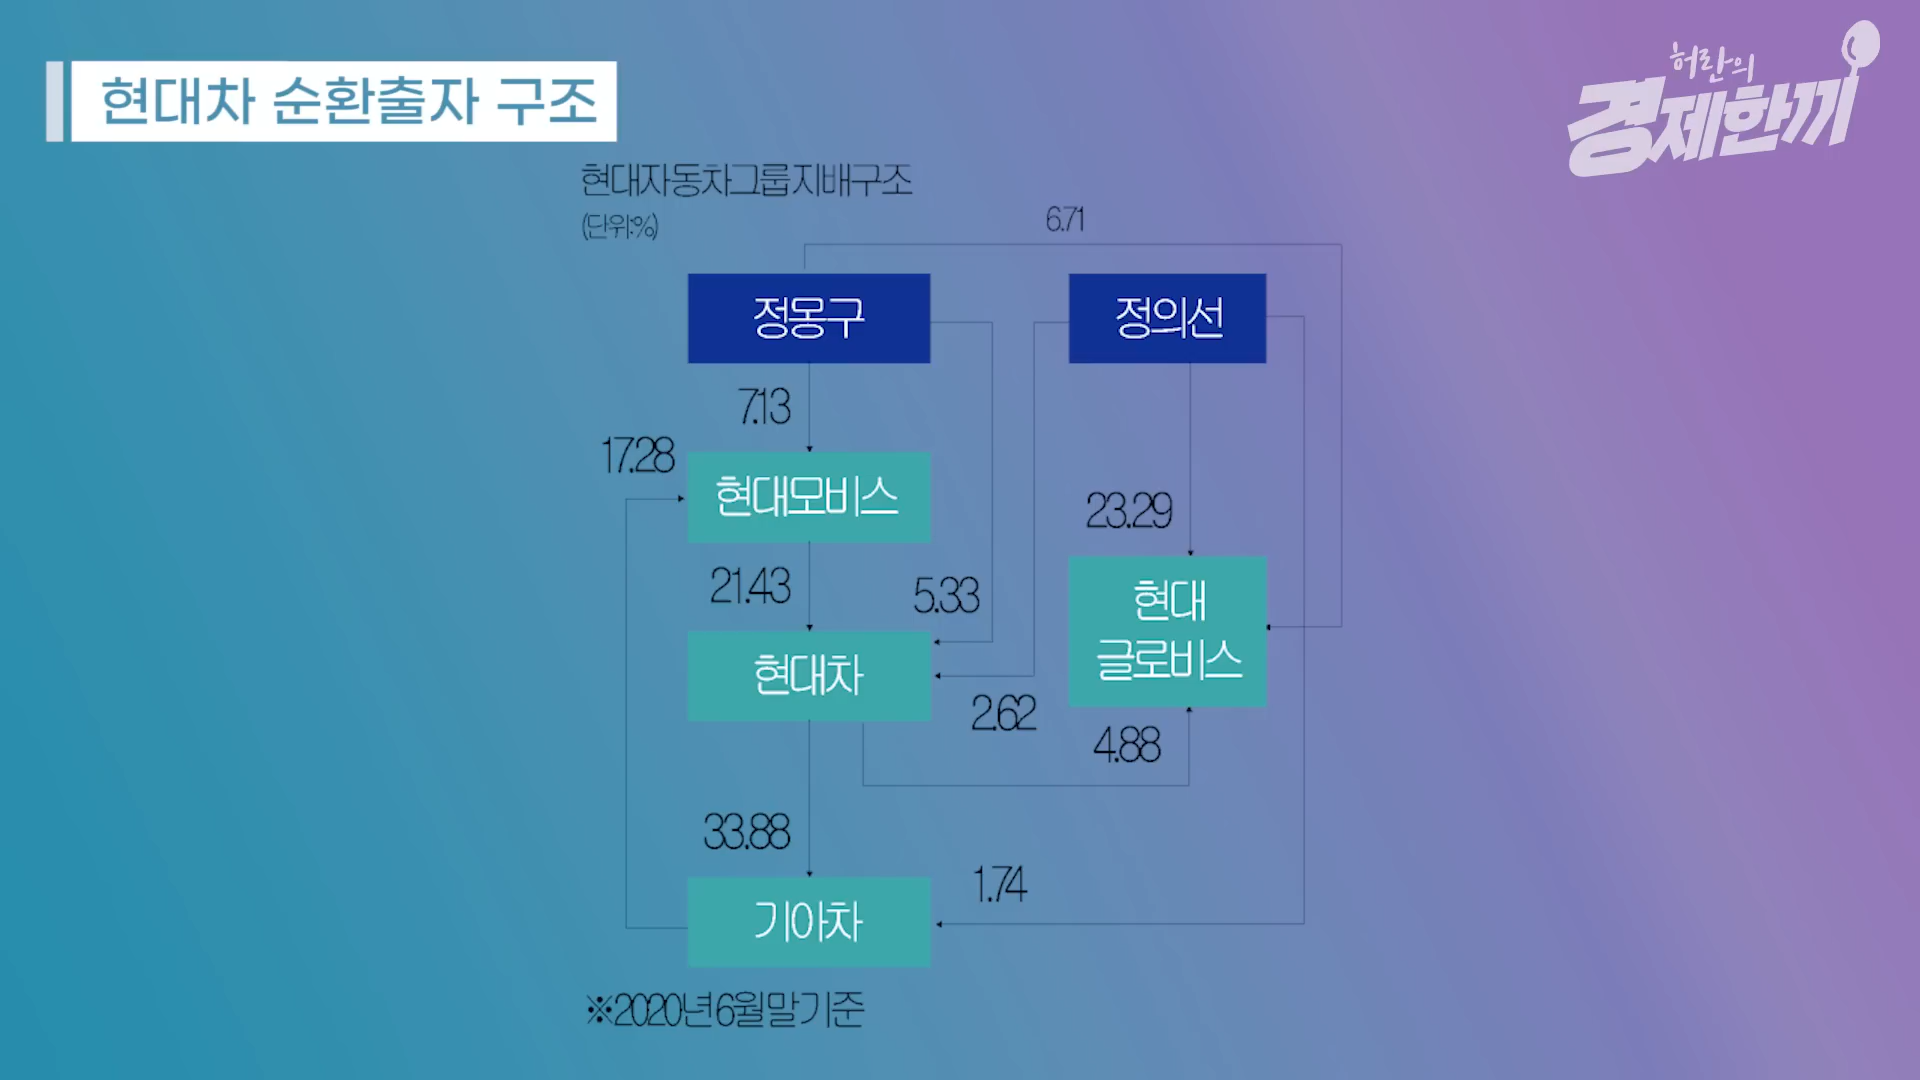 현대차 순환출자 구조
허란의
경제한끼
현대자동차그룹 지배구조
(단위:%)
6.71
정몽구
정의선
7.13
17.28
현대모비스
23.29
21.43
5.33
현대
글로비스
현대차
2.62
4.88
33.88
1.74
기아차
※2020년 6월말 기준